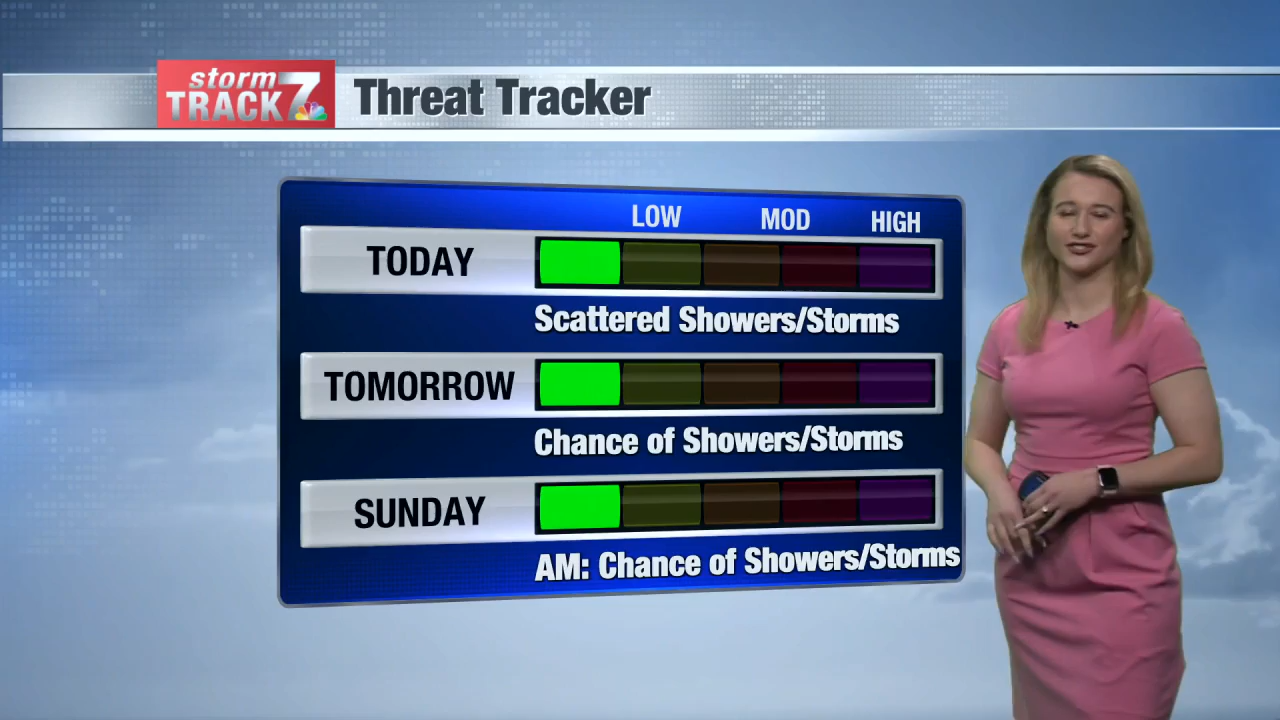 storm
TRACK 7
Threat Tracker
LOW MOD HIGH
TODAY
Scattered Showers/Storms
TOMORROW
Chance of Showers/Storms
SUNDAY
AM: Chance of Showers/Storms